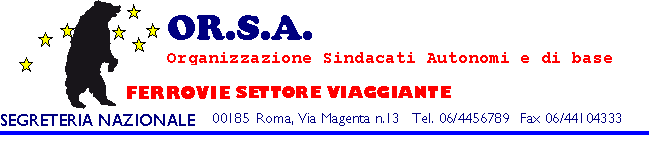 OR.S.A.
Organizzazione Sindacati Autonomi e di base
FERROVIE SETTORE VIAGGIANTE
SEGRETERIA NAZIONALE 00185 Roma, Via Magenta n.13 Tel. 06/4456789 Fax 06/44104333